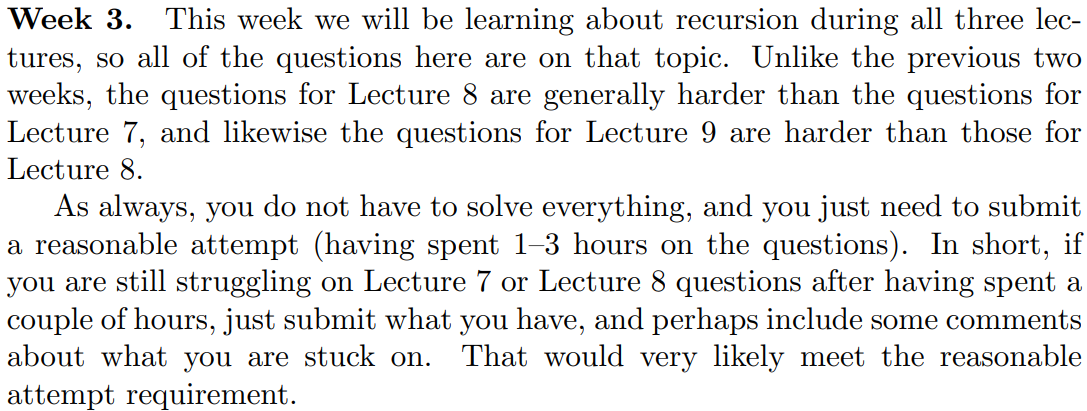 Week 3. This week we will be learning about recursion during all three lec-
tures, so all of the questions here are on that topic. Unlike the previous two
weeks, the questions for Lecture 8 are generally harder than the questions for
Lecture 7, and likewise the questions for Lecture 9 are harder than those for
Lecture 8.
As always, you do not have to solve everything, and you just need to submit
a reasonable attempt (having spent 1–3 hours on the questions). In short, if
you are still struggling on Lecture 7 or Lecture 8 questions after having spent a
couple of hours, just submit what you have, and perhaps include some comments
about what you are stuck on. That would very likely meet the reasonable
attempt requirement.